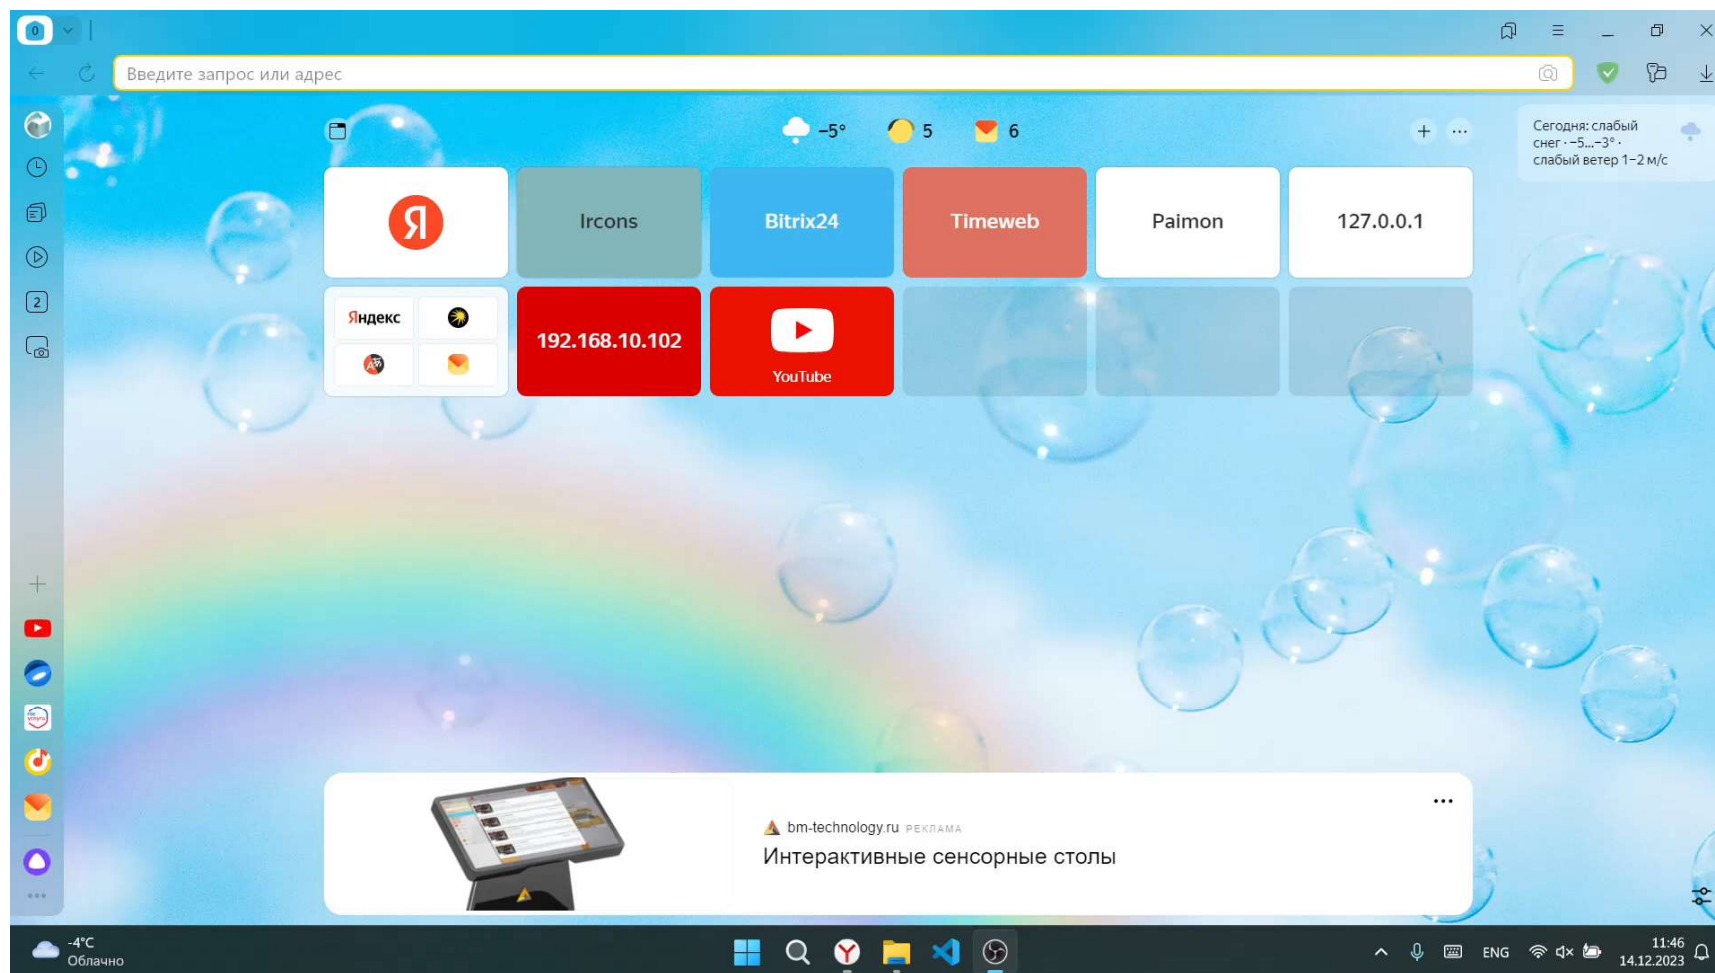 0
Введите запрос или адрес
−5°
5
6
Сегодня: слабый
снег · −5...−3° ·
слабый ветер 1−2 м/с
Я
Ircons
Bitrix24
Timeweb
Paimon
127.0.0.1
2
Яндекс
192.168.10.102
YouTube
bm-technology.ru РЕКЛАМА
Интерактивные сенсорные столы
-4°C
Облачно
ENG
11:46
14.12.2023